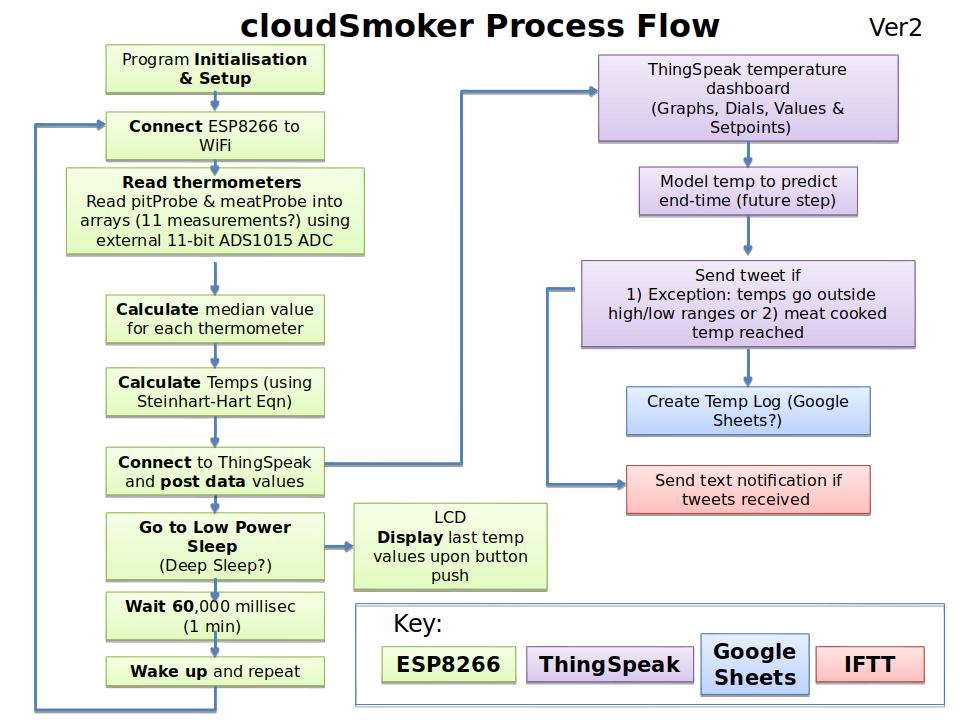 cloudSmoker Process Flow
Ver2
Program Initialisation
& Setup
Connect ESP8266 to
WiFi
Read thermometers
Read pitProbe & meatProbe into
arrays (11 measurements?) using
external 11-bit ADS1015 ADC
Calculate median value
for each thermometer
Calculate Temps (using
Steinhart-Hart Eqn)
Connect to ThingSpeak
and post data values
Go to Low Power
Sleep
(Deep Sleep?)
Wait 60,000 millisec
(1 min)
Wake up and repeat
LCD
Display last temp
values upon button
push
ThingSpeak temperature
dashboard
(Graphs, Dials, Values &
Setpoints)
Model temp to predict
end-time (future step)
Send tweet if
1) Exception: temps go outside
high/low ranges or 2) meat cooked
temp reached
Create Temp Log (Google
Sheets?)
Send text notification if
tweets received
Key:
ESP8266
ThingSpeak
Google
Sheets
IFTT